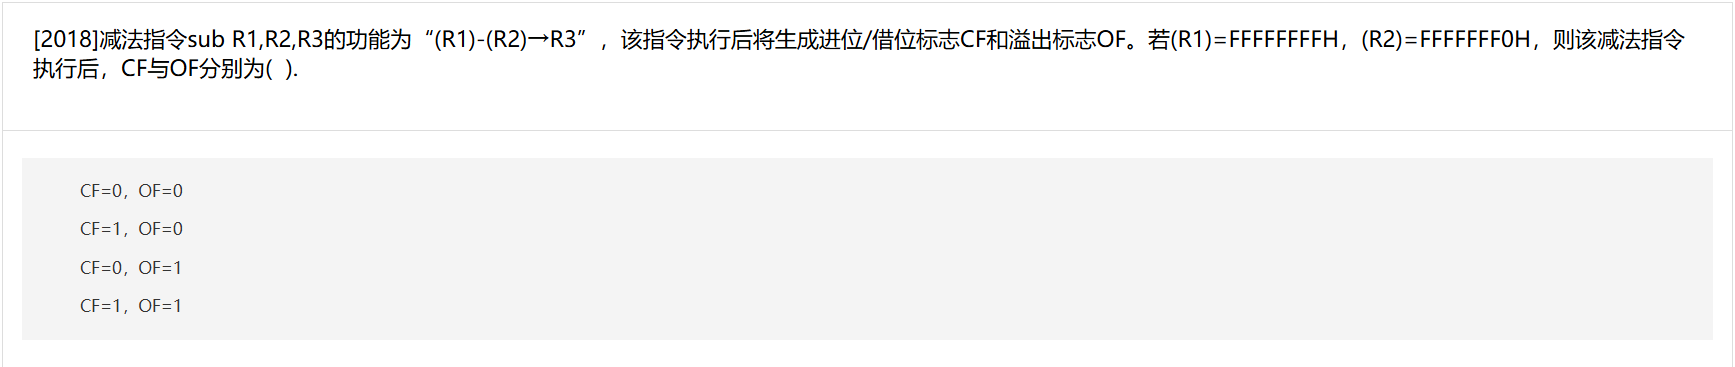 [2018]减法指令sub R1,R2,R3的功能为“(R1)-(R2)→R3”，该指令执行后将生成进位/借位标志CF和溢出标志OF。若(R1)=FFFFFFFFH，(R2)=FFFFFFF0H，则该减法指令
执行后，CF与OF分别为( ).
CF=0，OF=0
CF=1，OF=0
CF=0，OF=1
CF=1，OF=1